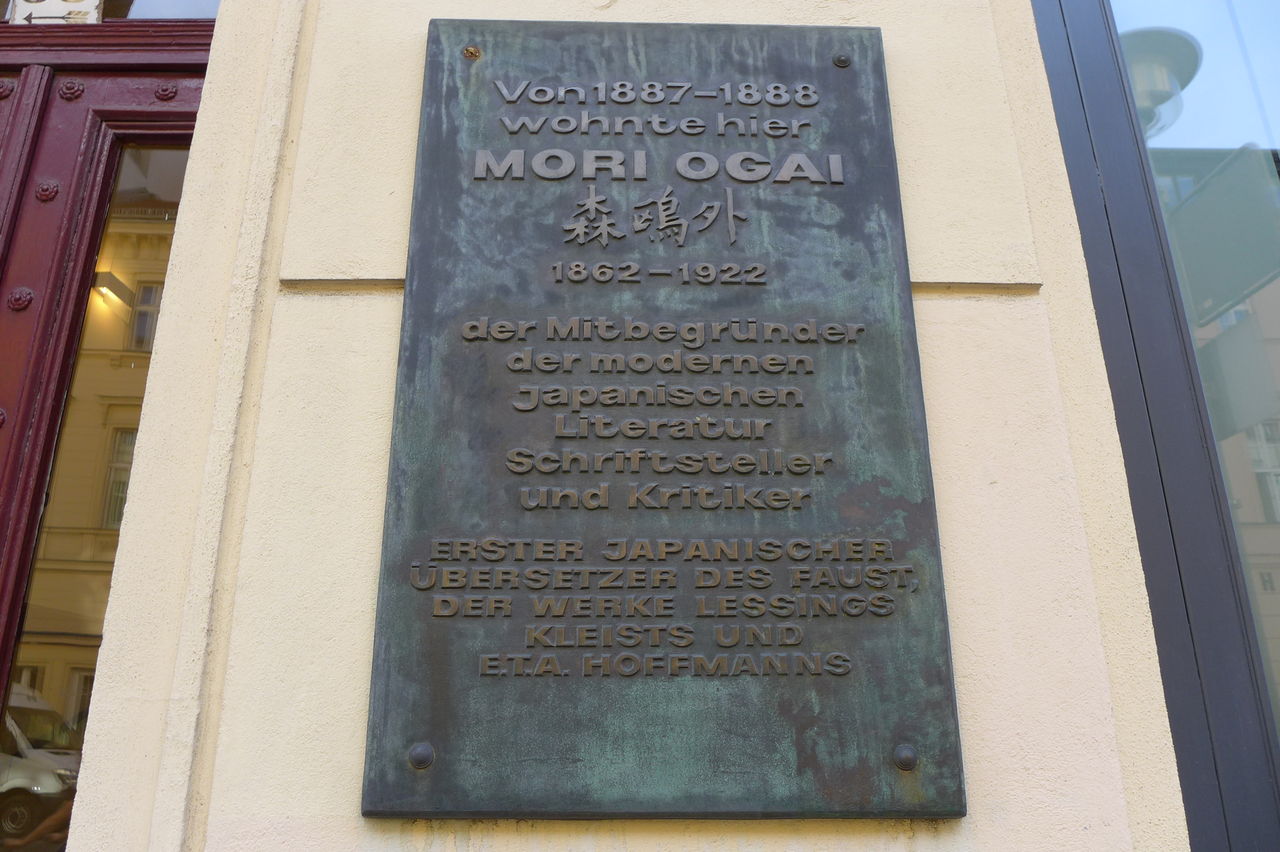 Von 1887–1888
wohnte hier
MORI OGAI
森鷗外
1862–1922
der Mitbegründer
der modernen
Japanischen
Literatur
Schriftsteller
und Kritiker
ERSTER JAPANISCHER
ÜBERSETZER DES FAUST,
DER WERKE LESSINGS
KLEISTS UND
E.T.A. HOFFMANNS